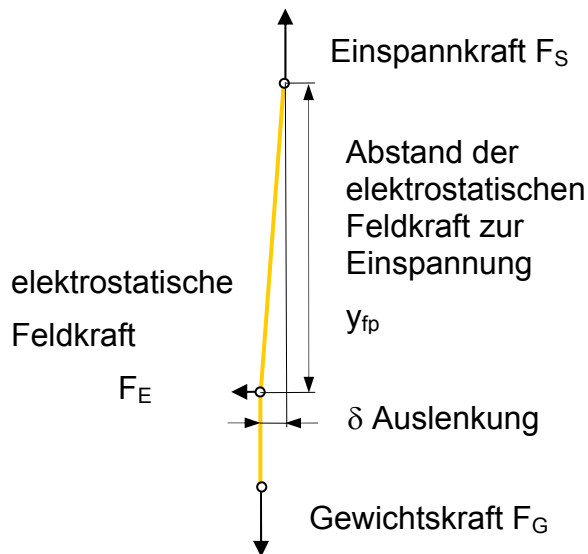 Einspannkraft FS
Abstand der
elektrostatischen
Feldkraft zur
Einspannung
yfp
elektrostatische
Feldkraft
FE
δ Auslenkung
Gewichtskraft FG